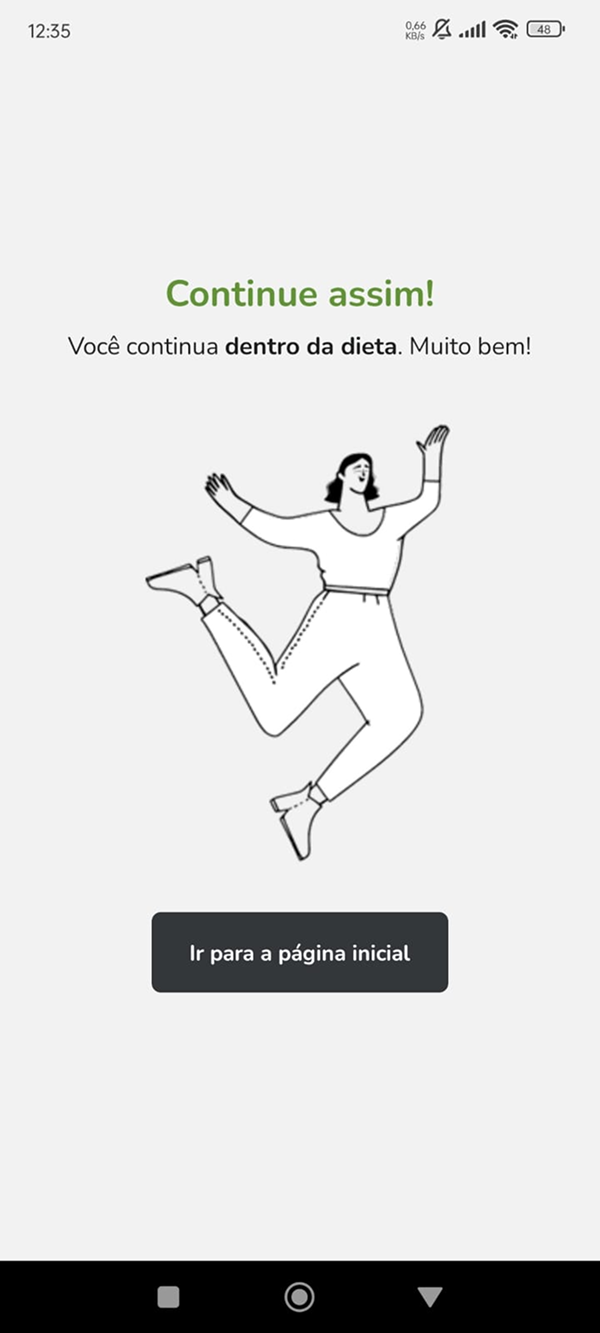 12:35
0,66
KB/s
48
Continue assim!
Você continua dentro da dieta. Muito bem!
Ir para a página inicial